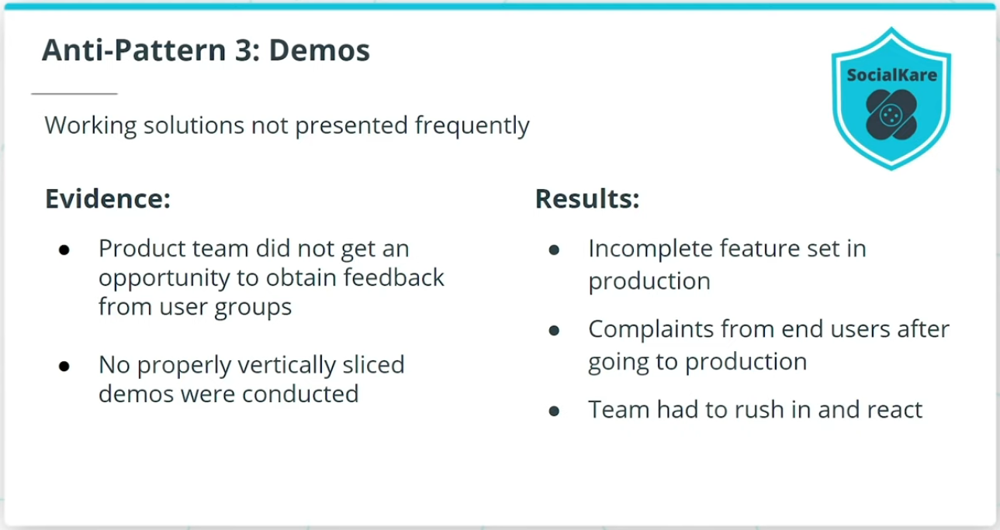 Anti-Pattern 3: Demos
SocialKare
Working solutions not presented frequently
Evidence:
● Product team did not get an
opportunity to obtain feedback
from user groups
● No properly vertically sliced
demos were conducted
Results:
● Incomplete feature set in
production
● Complaints from end users after
going to production
● Team had to rush in and react